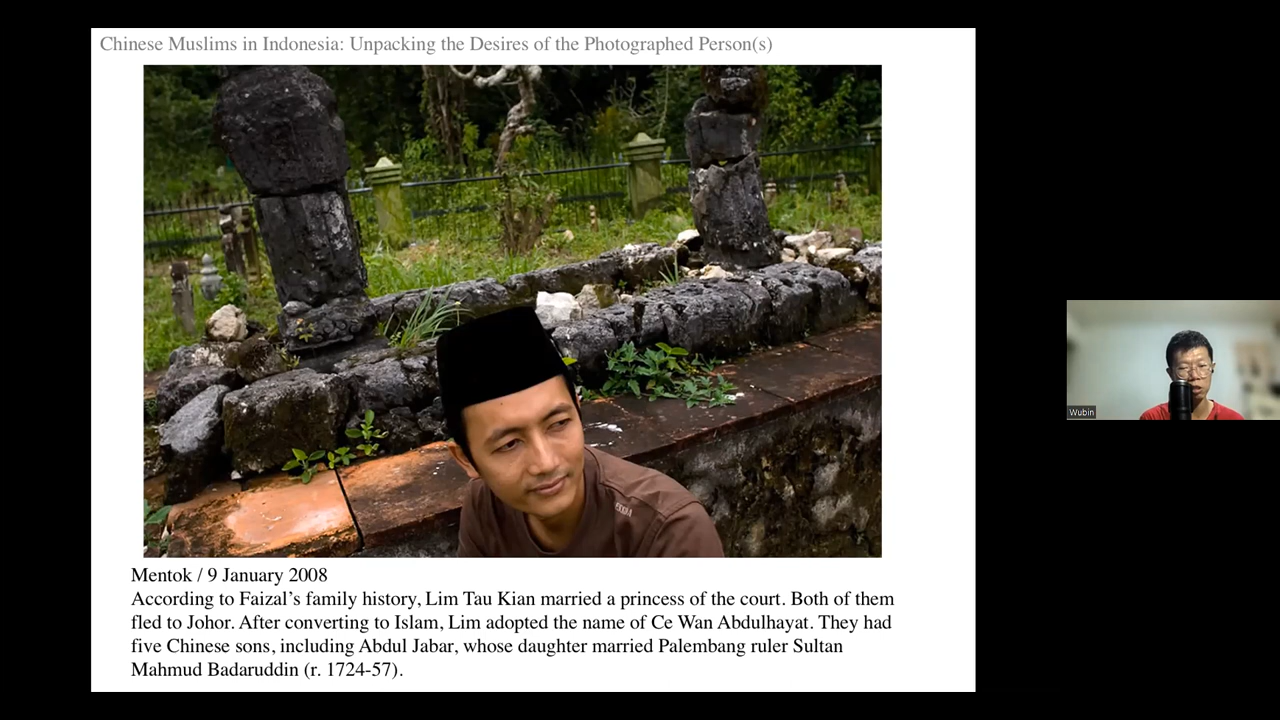 Chinese Muslims in Indonesia: Unpacking the Desires of the Photographed Person(s)
Mentok / 9 January 2008
According to Faizal’s family history, Lim Tau Kian married a princess of the court. Both of them
fled to Johor. After converting to Islam, Lim adopted the name of Ce Wan Abdulhayat. They had
five Chinese sons, including Abdul Jabar, whose daughter married Palembang ruler Sultan
Mahmud Badaruddin (r. 1724-57).
Wubin